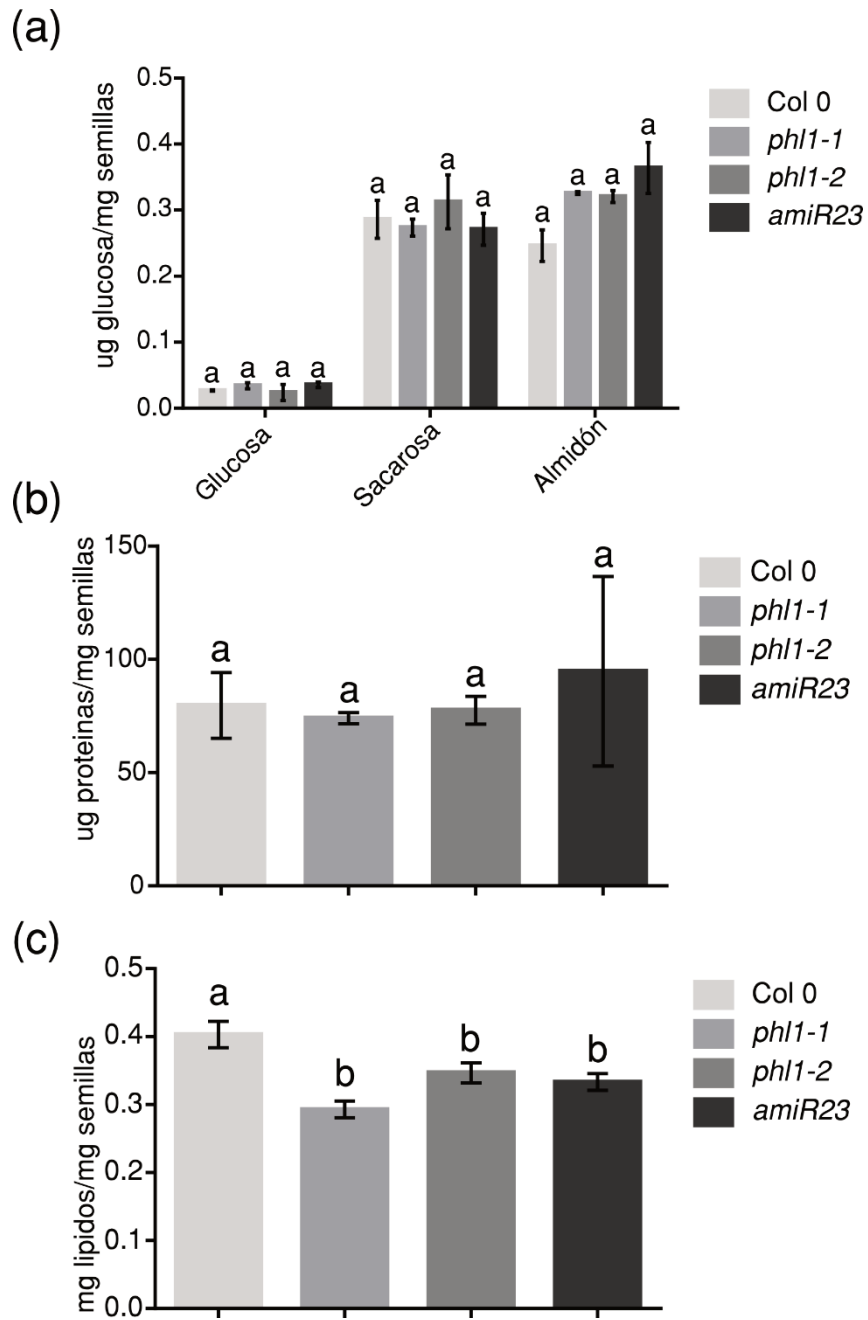 (a)
ug glucosa/mg semillas
0.5
0.4
0.3
0.2
0.1
0.0
a a a a
a a a a
a a a a
Glucosa
Sacarosa
Almidón
Col 0
phl1-1
phl1-2
amiR23
(b)
ug proteinas/mg semillas
150
100
50
0
a a a a
Col 0
phl1-1
phl1-2
amiR23
(c)
mg lipidos/mg semillas
0.5
0.4
0.3
0.2
0.1
0.0
a b b b
Col 0
phl1-1
phl1-2
amiR23